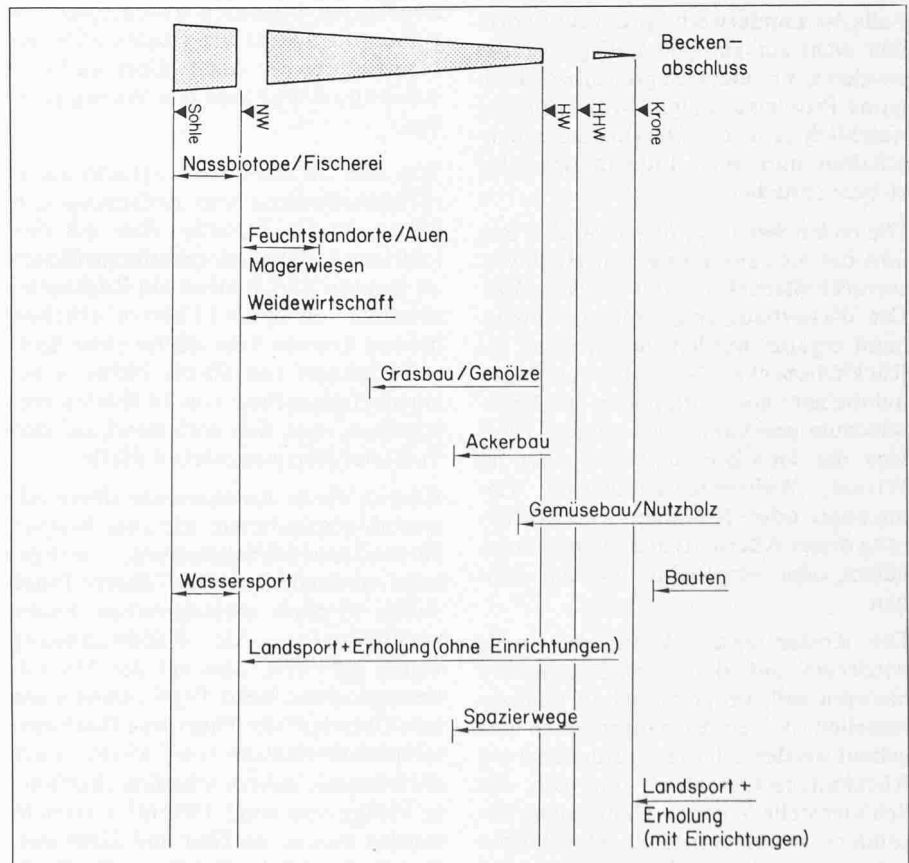 Becken-
abschluss
Sohle
NW
HW
HHW
Krone
Nassbiotope/Fischerei
Feuchtstandorte/Auen
Magerwiesen
Weidewirtschaft
Grasbau/Gehölze
Ackerbau
Gemüsebau/Nutzholz
Wassersport
Bauten
Landsport+Erholung (ohne Einrichtungen)
Spazierwege
Landsport +
Erholung
(mit Einrichtungen)